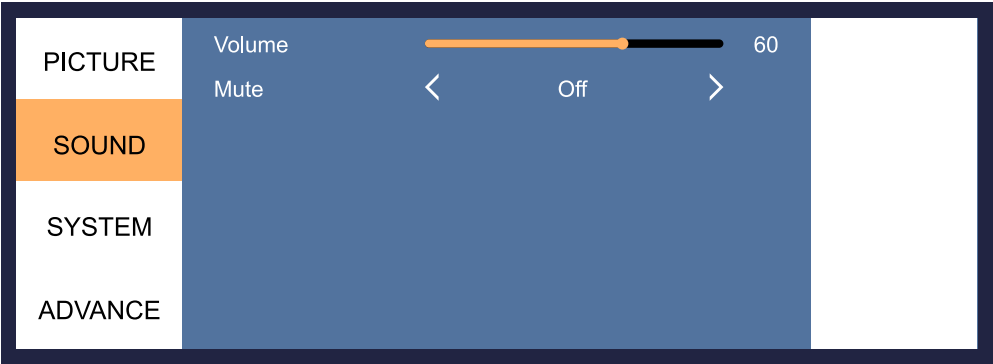 PICTURE
SOUND
SYSTEM
ADVANCE
Volume 60
Mute Off